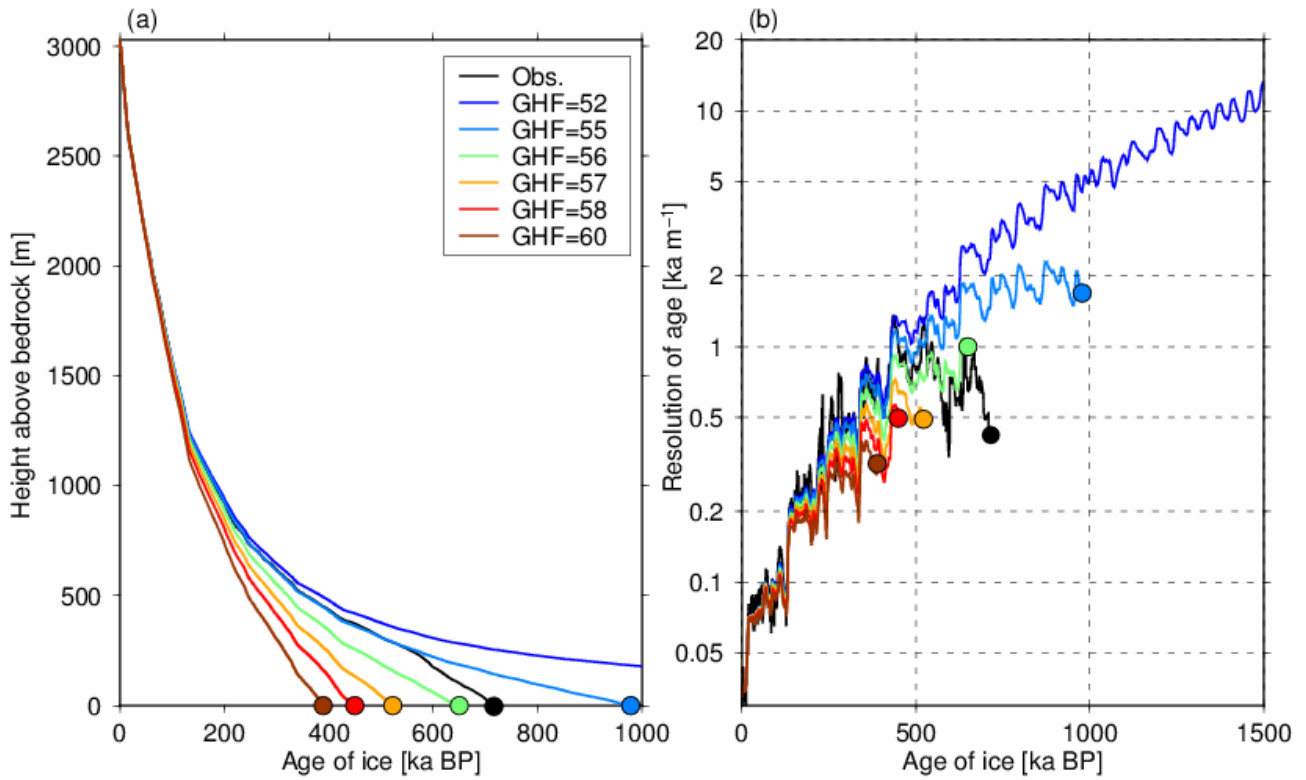 (a)
3000
2500
2000
1500
1000
500
0
Height above bedrock [m]
Obs.
GHF=52
GHF=55
GHF=56
GHF=57
GHF=58
GHF=60
0 200 400 600 800 1000
Age of ice [ka BP]
(b)
20
10
5
2
1
0.5
0.2
0.1
0.05
Resolution of age [ka m⁻¹]
0 500 1000 1500
Age of ice [ka BP]